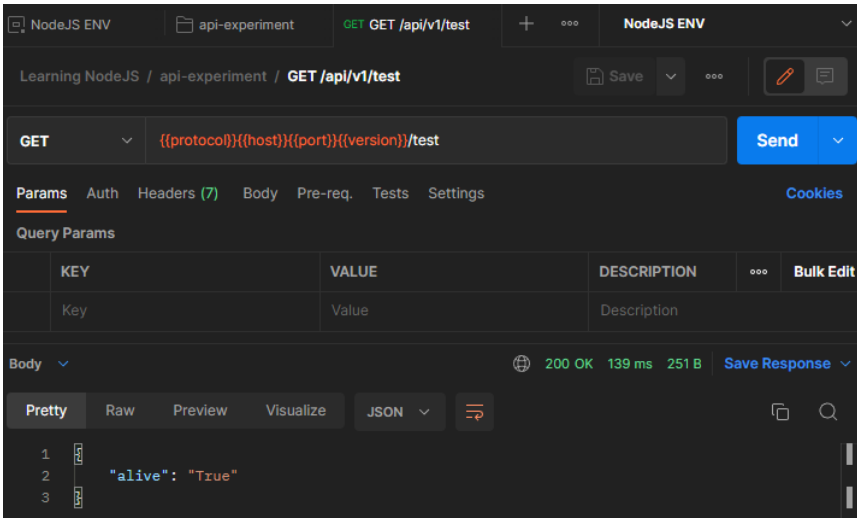 NodeJS ENV api-experiment GET GET /api/v1/test NodeJS ENV
Learning NodeJS / api-experiment / GET /api/v1/test Save
GET {{protocol}}{{host}}{{port}}{{version}}/test Send
Params Auth Headers (7) Body Pre-req. Tests Settings Cookies
Query Params
KEY VALUE DESCRIPTION Bulk Edit
Key Value Description
Body 200 OK 139 ms 251 B Save Response
Pretty Raw Preview Visualize JSON
1 {
2 "alive": "True"
3 }